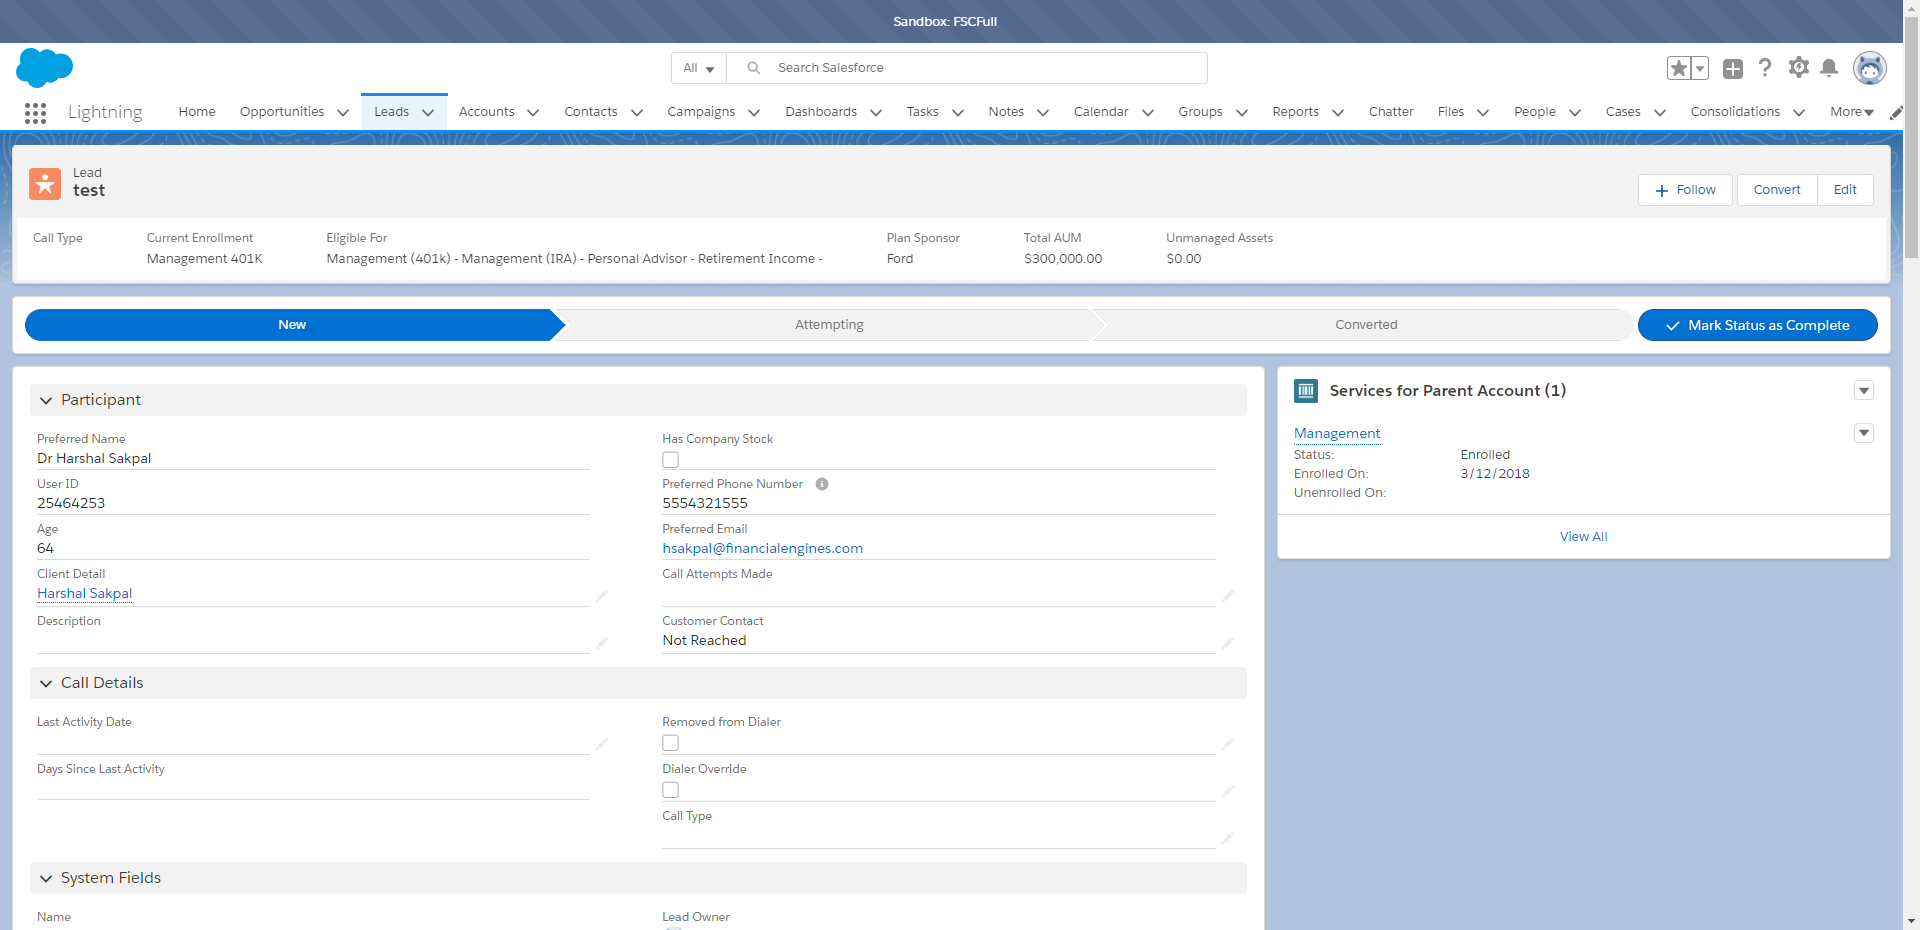 Sandbox: FSCFull
All
Search Salesforce
Lightning
Home
Opportunities
Leads
Accounts
Contacts
Campaigns
Dashboards
Tasks
Notes
Calendar
Groups
Reports
Chatter
Files
People
Cases
Consolidations
More
Lead
test
Follow
Convert
Edit
Call Type
Current Enrollment
Management 401K
Eligible For
Management (401k) - Management (IRA) - Personal Advisor - Retirement Income -
Plan Sponsor
Ford
Total AUM
$300,000.00
Unmanaged Assets
$0.00
New
Attempting
Converted
Mark Status as Complete
Participant
Preferred Name
Dr Harshal Sakpal
Has Company Stock
User ID
25464253
Preferred Phone Number
5554321555
Age
64
Preferred Email
hsakpal@financialengines.com
Client Detail
Harshal Sakpal
Call Attempts Made
Description
Customer Contact
Not Reached
Call Details
Last Activity Date
Removed from Dialer
Days Since Last Activity
Dialer Override
Call Type
System Fields
Name
Lead Owner
Services for Parent Account (1)
Management
Status: Enrolled
Enrolled On: 3/12/2018
Unenrolled On:
View All